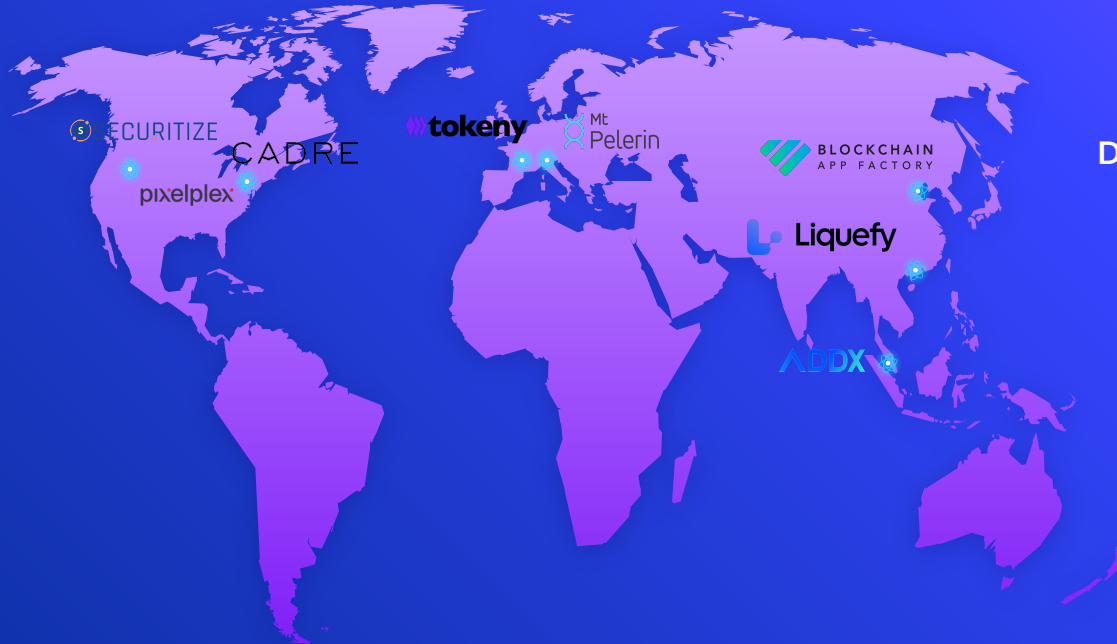 SECURITIZE
CADRE
pixelplex
tokeny
Mt
Pelerin
BLOCKCHAIN
APP FACTORY
Liquefy
ADDX
D